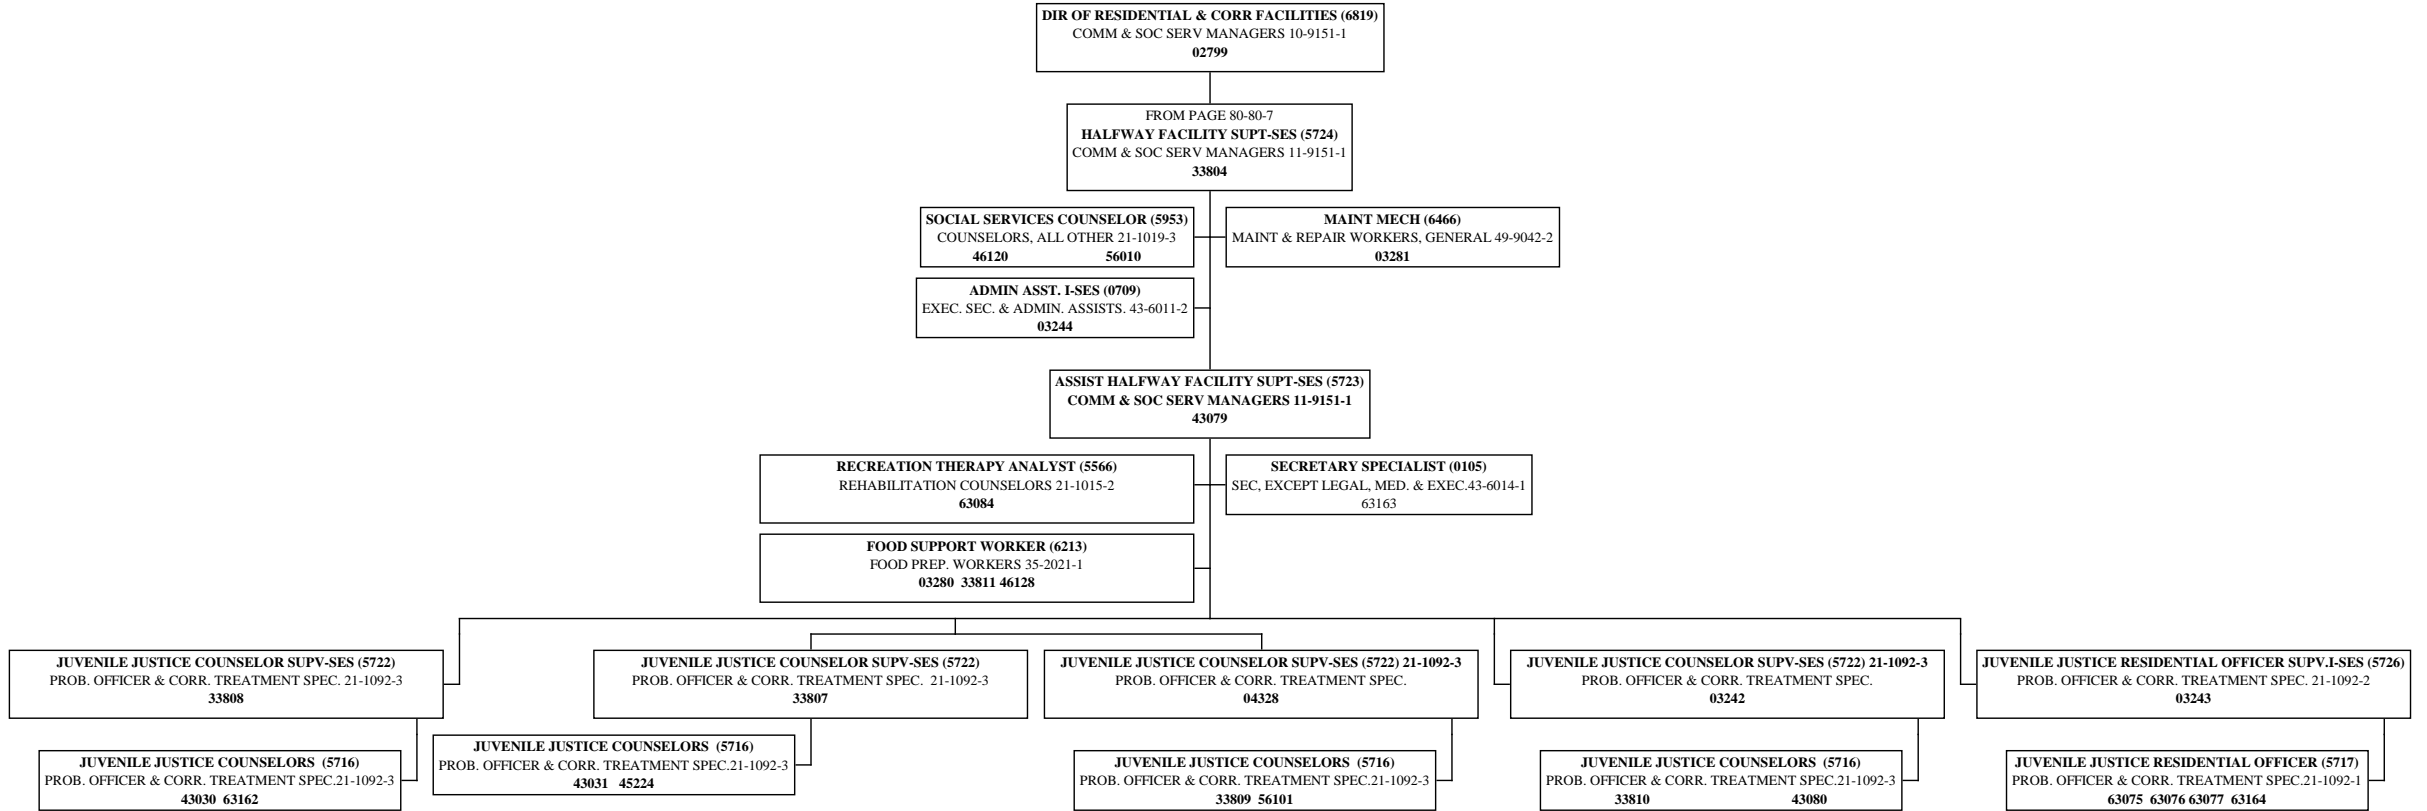 DIR OF RESIDENTIAL & CORR FACILITIES (6819)
COMM & SOC SERV MANAGERS 10-9151-1
02799
FROM PAGE 80-80-7
HALFWAY FACILITY SUPT-SES (5724)
COMM & SOC SERV MANAGERS 11-9151-1
33804
SOCIAL SERVICES COUNSELOR (5953)
COUNSELORS, ALL OTHER 21-1019-3
46120 56010
MAINT MECH (6466)
MAINT & REPAIR WORKERS, GENERAL 49-9042-2
03281
ADMIN ASST. I-SES (0709)
EXEC. SEC. & ADMIN. ASSISTS. 43-6011-2
03244
ASSIST HALFWAY FACILITY SUPT-SES (5723)
COMM & SOC SERV MANAGERS 11-9151-1
43079
RECREATION THERAPY ANALYST (5566)
REHABILITATION COUNSELORS 21-1015-2
63084
SECRETARY SPECIALIST (0105)
SEC, EXCEPT LEGAL, MED. & EXEC.43-6014-1
63163
FOOD SUPPORT WORKER (6213)
FOOD PREP. WORKERS 35-2021-1
03280 33811 46128
JUVENILE JUSTICE COUNSELOR SUPV-SES (5722)
PROB. OFFICER & CORR. TREATMENT SPEC. 21-1092-3
33808
JUVENILE JUSTICE COUNSELOR SUPV-SES (5722)
PROB. OFFICER & CORR. TREATMENT SPEC. 21-1092-3
33807
JUVENILE JUSTICE COUNSELOR SUPV-SES (5722) 21-1092-3
PROB. OFFICER & CORR. TREATMENT SPEC.
04328
JUVENILE JUSTICE COUNSELOR SUPV-SES (5722) 21-1092-3
PROB. OFFICER & CORR. TREATMENT SPEC.
03242
JUVENILE JUSTICE RESIDENTIAL OFFICER SUPV.I-SES (5726)
PROB. OFFICER & CORR. TREATMENT SPEC. 21-1092-2
03243
JUVENILE JUSTICE COUNSELORS (5716)
PROB. OFFICER & CORR. TREATMENT SPEC.21-1092-3
43030 63162
JUVENILE JUSTICE COUNSELORS (5716)
PROB. OFFICER & CORR. TREATMENT SPEC.21-1092-3
43031 45224
JUVENILE JUSTICE COUNSELORS (5716)
PROB. OFFICER & CORR. TREATMENT SPEC.21-1092-3
33809 56101
JUVENILE JUSTICE COUNSELORS (5716)
PROB. OFFICER & CORR. TREATMENT SPEC.21-1092-3
33810 43080
JUVENILE JUSTICE RESIDENTIAL OFFICER (5717)
PROB. OFFICER & CORR. TREATMENT SPEC.21-1092-1
63075 63076 63077 63164